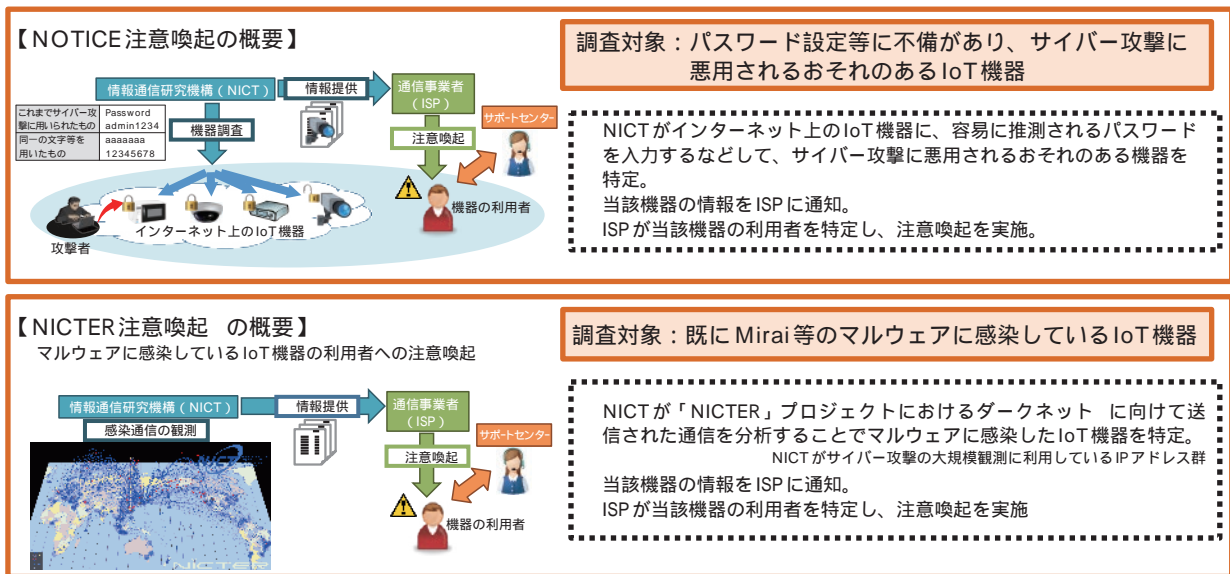 【NOTICE注意喚起の概要】
調査対象：パスワード設定等に不備があり、サイバー攻撃に
悪用されるおそれのあるIoT機器
情報通信研究機構（NICT）
情報提供
通信事業者
（ISP）
サポートセンター
これまでサイバー攻
撃に用いられたもの
Password
admin1234
同一の文字等を
用いたもの
aaaaaaa
12345678
機器調査
注意喚起
機器の利用者
攻撃者
インターネット上のIoT機器
NICTがインターネット上のIoT機器に、容易に推測されるパスワード
を入力するなどして、サイバー攻撃に悪用されるおそれのある機器を
特定。
当該機器の情報をISPに通知。
ISPが当該機器の利用者を特定し、注意喚起を実施。
【NICTER注意喚起 の概要】
マルウェアに感染しているIoT機器の利用者への注意喚起
調査対象：既にMirai等のマルウェアに感染しているIoT機器
情報通信研究機構（NICT）
情報提供
通信事業者
（ISP）
サポートセンター
感染通信の観測
注意喚起
機器の利用者
NICT
NICTER
NICTが「NICTER」プロジェクトにおけるダークネット に向けて送
信された通信を分析することでマルウェアに感染したIoT機器を特定。
NICTがサイバー攻撃の大規模観測に利用しているIPアドレス群
当該機器の情報をISPに通知。
ISPが当該機器の利用者を特定し、注意喚起を実施